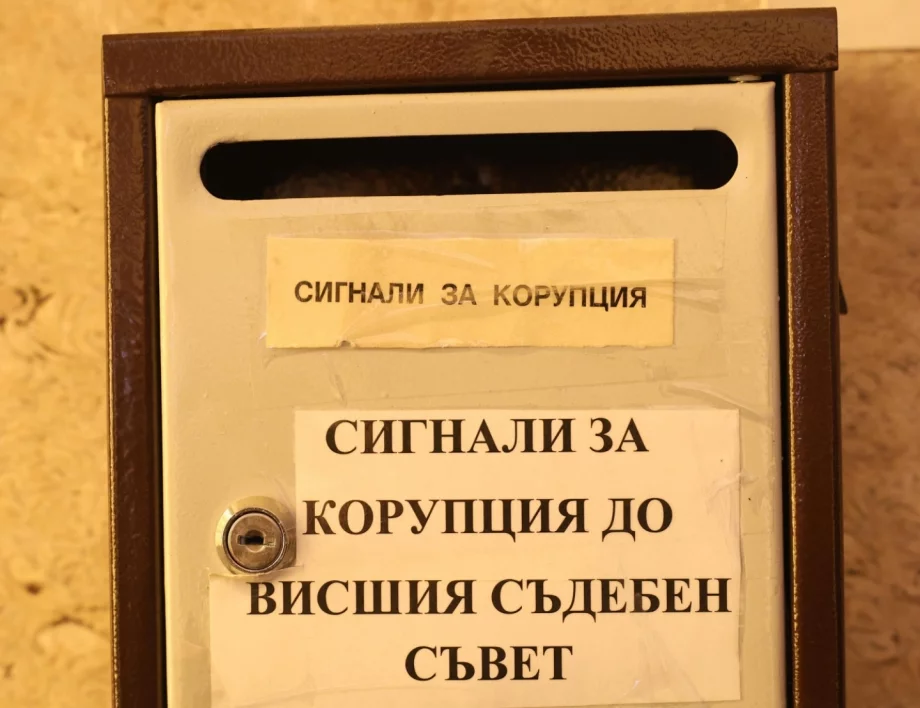 СИГНАЛИ ЗА КОРУПЦИЯ
СИГНАЛИ ЗА
КОРУПЦИЯ ДО
ВИСШИЯ СЪДЕБЕН
СЪВЕТ